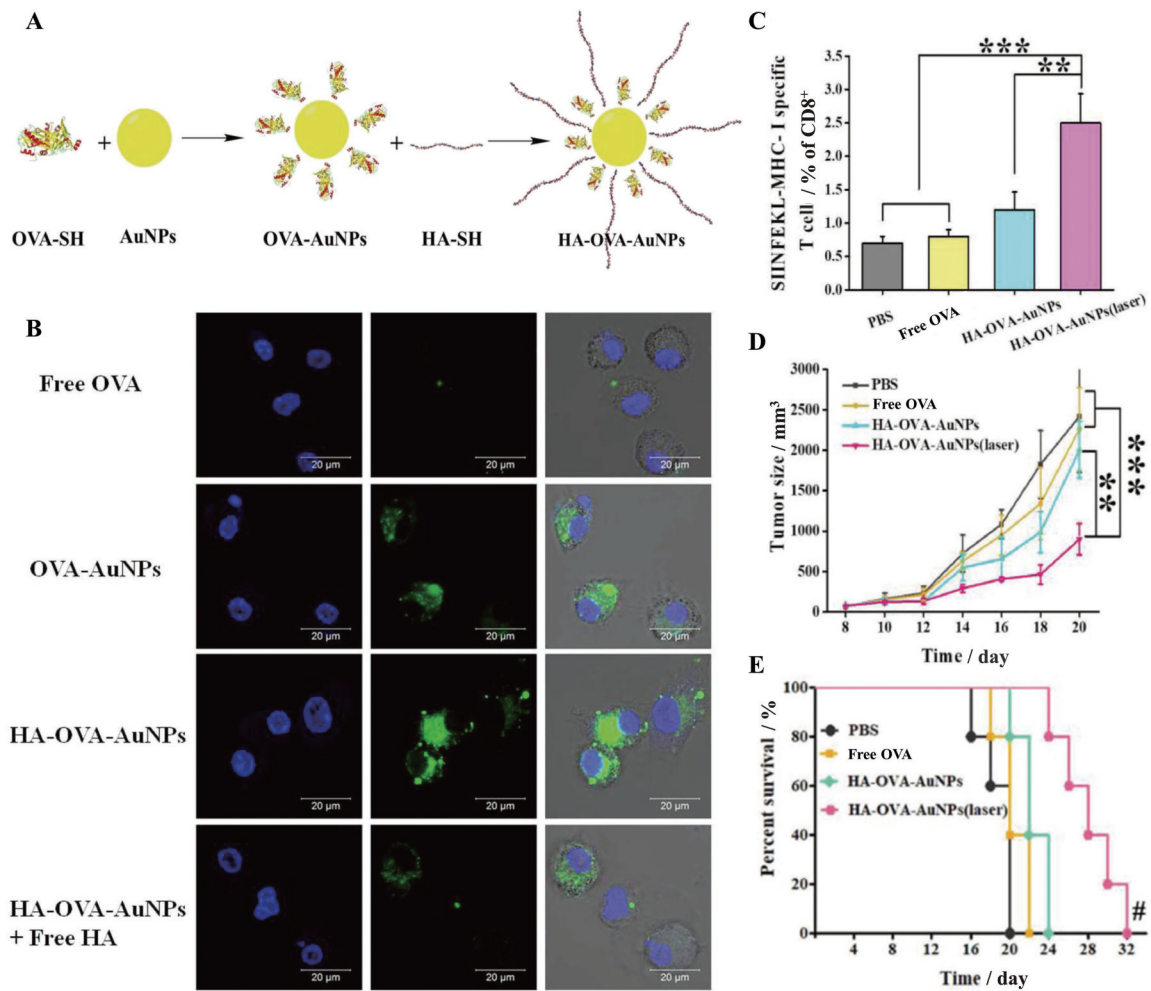 A
+
+
OVA-SH
AuNPs
OVA-AuNPs
HA-SH
HA-OVA-AuNPs
B
Free OVA
20 µm
20 µm
20 µm
OVA-AuNPs
20 µm
20 µm
20 µm
HA-OVA-AuNPs
20 µm
20 µm
20 µm
HA-OVA-AuNPs
+ Free HA
20 µm
20 µm
20 µm
C
SIINFEKL-MHC- I specific
T cell / % of CD8+
3.5
3.0
2.5
2.0
1.5
1.0
0.5
0.0
***
**
PBS
Free OVA
HA-OVA-AuNPs
HA-OVA-AuNPs(laser)
D
Tumor size / mm³
3000
2500
2000
1500
1000
500
0
PBS
Free OVA
HA-OVA-AuNPs
HA-OVA-AuNPs(laser)
**
***
8 10 12 14 16 18 20
Time / day
E
Percent survival / %
100
80
60
40
20
0
PBS
Free OVA
HA-OVA-AuNPs
HA-OVA-AuNPs(laser)
#
4 8 12 16 20 24 28 32
Time / day